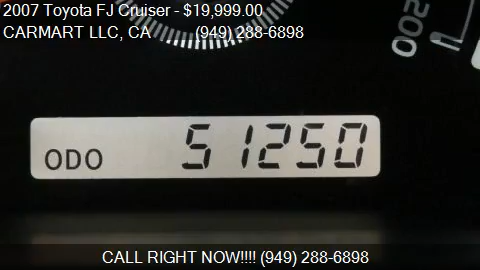 2007 Toyota FJ Cruiser - $19,999.00
CARMART LLC, CA (949) 288-6898
200
ODO 51250
CALL RIGHT NOW!!!! (949) 288-6898